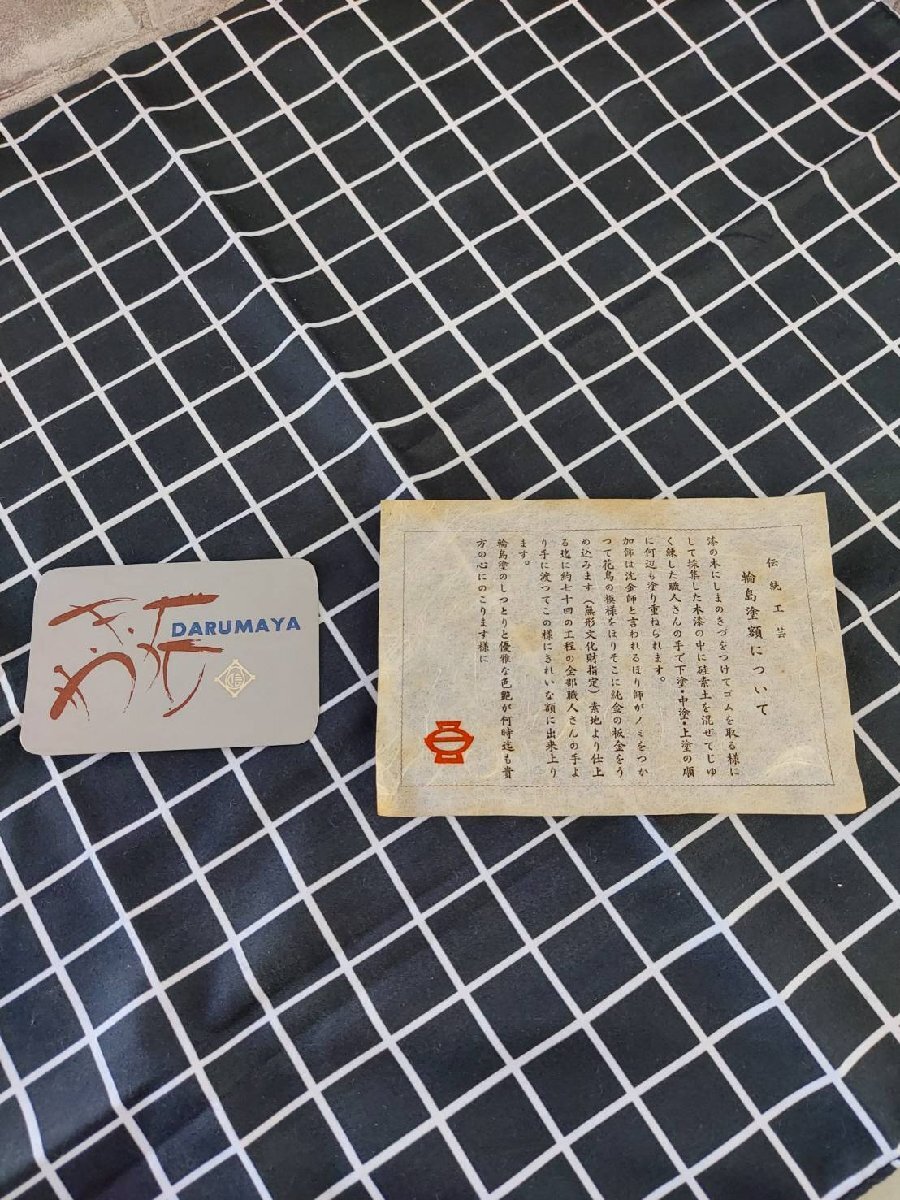 DARUMAYA
伝統工芸
輪島塗額について
漆の木にしまのきづをつけてゴムを取る様に
して採集した本漆の中に硅素土を混ぜてじゅ
く練した職人さんの手で下塗・中塗・上塗の順
に何辺も塗り重ねられます。
加飾は沈金師と言われるほり師がノミをつか
つて花鳥の模様をほりそこに純金の板金をう
め込みます（無形文化財指定）素地より仕上
る迄に約七十回の工程の全部職人さんの手よ
り手に渡つてこの様にきれいな額に出来上り
ます。
輪島塗のしつとりと優雅な色艶が何時迄も貴
方の心にのこります様に